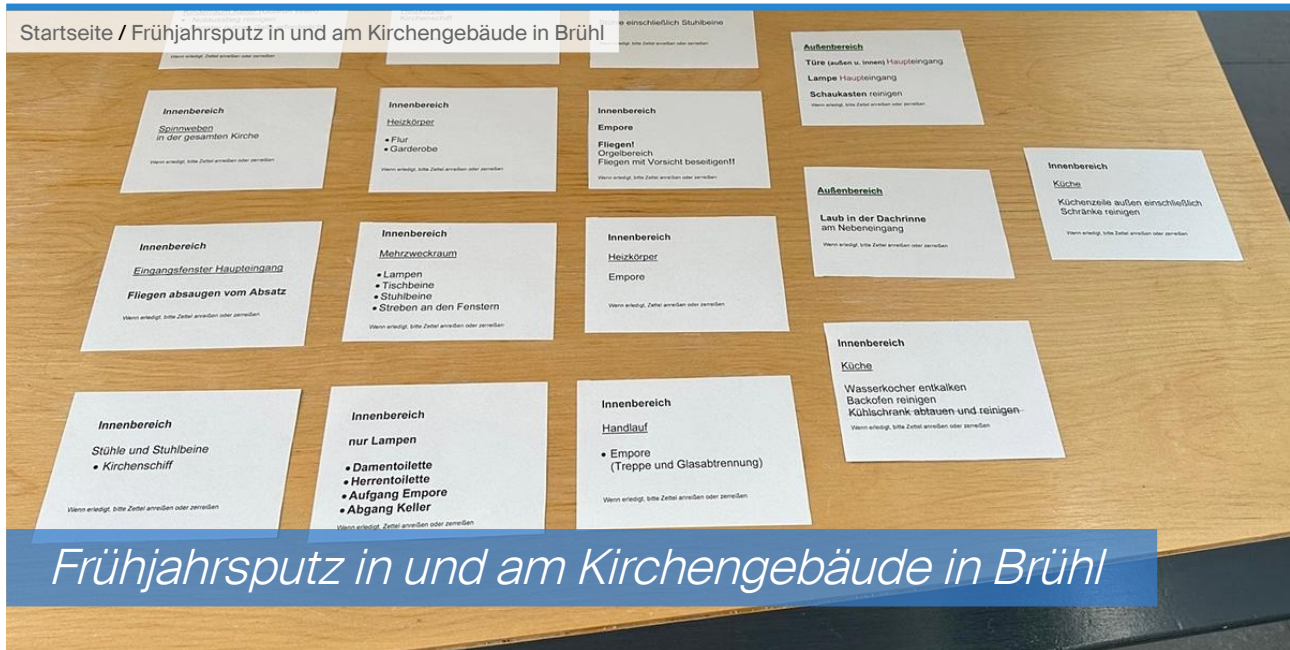 Startseite / Frühjahrsputz in und am Kirchengebäude in Brühl
Kirchenschiff
einschließlich Stuhlbeine
Außenbereich
Türe (außen u. innen) Haupteingang
Lampe Haupteingang
Schaukasten reinigen
Wenn erledigt, bitte Zettel anreißen oder zerreißen
Innenbereich
Spinnweben
in der gesamten Kirche
Wenn erledigt, bitte Zettel anreißen oder zerreißen
Innenbereich
Heizkörper
• Flur
• Garderobe
Wenn erledigt, bitte Zettel anreißen oder zerreißen
Innenbereich
Empore
Fliegen!
Orgelbereich
Fliegen mit Vorsicht beseitigen!!
Wenn erledigt, bitte Zettel anreißen oder zerreißen
Außenbereich
Laub in der Dachrinne
am Nebeneingang
Wenn erledigt, bitte Zettel anreißen oder zerreißen
Innenbereich
Küche
Küchenzeile außen einschließlich
Schränke reinigen
Wenn erledigt, bitte Zettel anreißen oder zerreißen
Innenbereich
Eingangsfenster Haupteingang
Fliegen absaugen vom Absatz
Wenn erledigt, bitte Zettel anreißen oder zerreißen
Innenbereich
Mehrzweckraum
• Lampen
• Tischbeine
• Stuhlbeine
• Streben an den Fenstern
Wenn erledigt, bitte Zettel anreißen oder zerreißen
Innenbereich
Heizkörper
Empore
Wenn erledigt, bitte Zettel anreißen oder zerreißen
Innenbereich
Küche
Wasserkocher entkalken
Backofen reinigen
Kühlschrank abtauen und reinigen
Wenn erledigt, bitte Zettel anreißen oder zerreißen
Innenbereich
Stühle und Stuhlbeine
• Kirchenschiff
Wenn erledigt, bitte Zettel anreißen oder zerreißen
Innenbereich
nur Lampen
• Damentoilette
• Herrentoilette
• Aufgang Empore
• Abgang Keller
Wenn erledigt, Zettel anreißen oder zerreißen
Innenbereich
Handlauf
• Empore
(Treppe und Glasabtrennung)
Wenn erledigt, bitte Zettel anreißen oder zerreißen
Frühjahrsputz in und am Kirchengebäude in Brühl